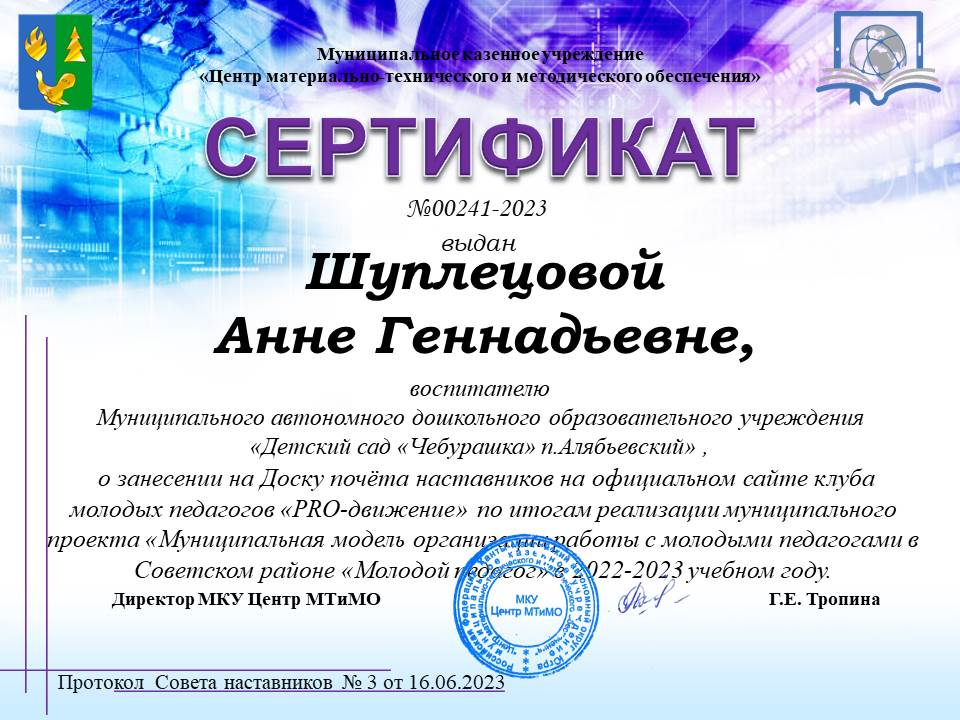 Муниципальное казенное учреждение
«Центр материально-технического и методического обеспечения»
СЕРТИФИКАТ
№00241-2023
выдан
Шуплецовой
Анне Геннадьевне,
воспитателю
Муниципального автономного дошкольного образовательного учреждения
«Детский сад «Чебурашка» п.Алябьевский» ,
о занесении на Доску почёта наставников на официальном сайте клуба
молодых педагогов «PRO-движение» по итогам реализации муниципального
проекта «Муниципальная модель организации работы с молодыми педагогами в
Советском районе «Молодой педагог» в 2022-2023 учебном году.
Директор МКУ Центр МТиМО
МКУ
Центр МТиМО
Г.Е. Тропина
Протокол Совета наставников № 3 от 16.06.2023